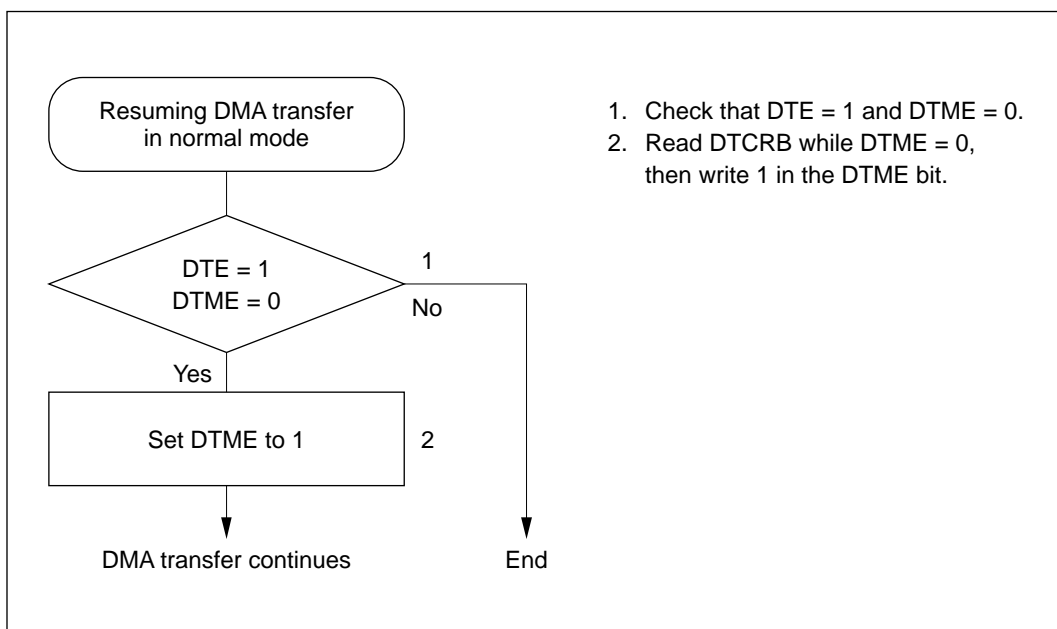 Resuming DMA transfer
in normal mode
1. Check that DTE = 1 and DTME = 0.
2. Read DTCRB while DTME = 0,
then write 1 in the DTME bit.
DTE = 1
DTME = 0
1
No
Yes
Set DTME to 1
2
DMA transfer continues
End